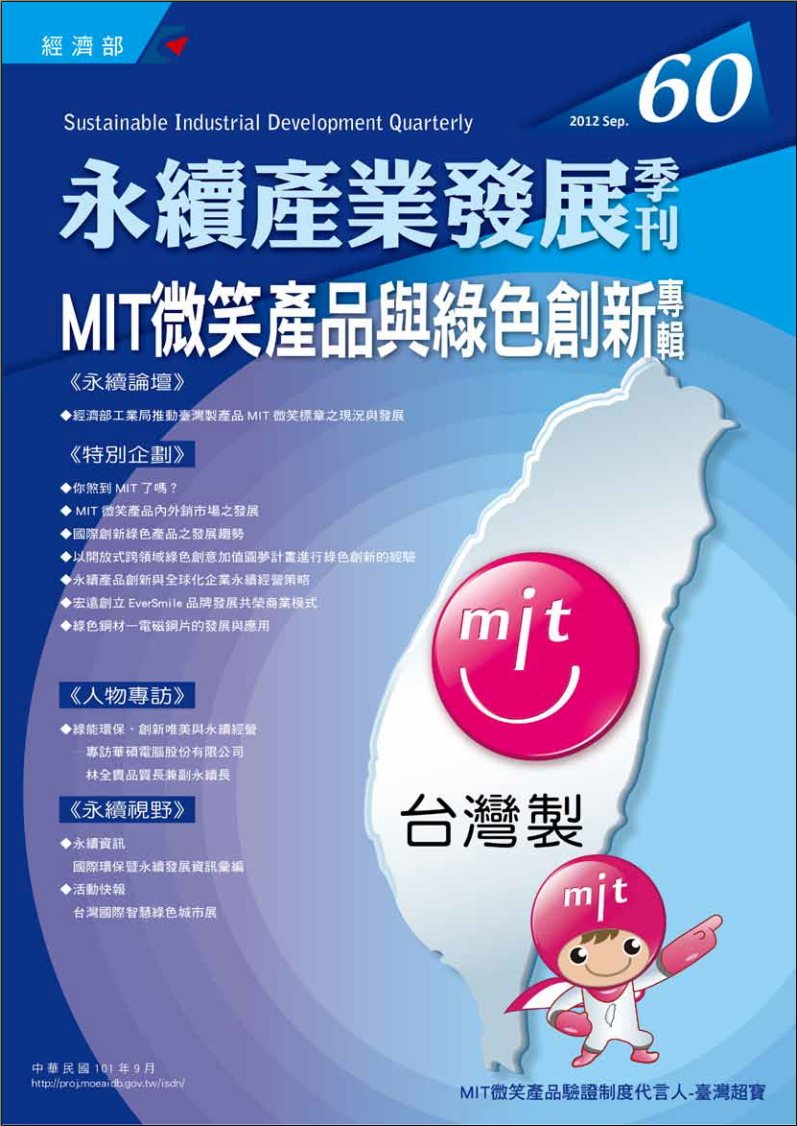 經濟部
60
2012 Sep.
Sustainable Industrial Development Quarterly
永續產業發展季刊
MIT微笑產品與綠色創新專輯
《永續論壇》
◆經濟部工業局推動臺灣製產品 MIT 微笑標章之現況與發展
《特別企劃》
◆你煞到 MIT 了嗎？
◆ MIT 微笑產品內外銷市場之發展
◆國際創新綠色產品之發展趨勢
◆以開放式跨領域綠色創意加值圓夢計畫進行綠色創新的經驗
◆永續產品創新與全球化企業永續經營策略
◆宏遠創立 EverSmile 品牌發展共榮商業模式
◆綠色鋼材—電磁鋼片的發展與應用
《人物專訪》
◆綠能環保、創新唯美與永續經營
—專訪華碩電腦股份有限公司
林全貴品質長兼副永續長
《永續視野》
◆永續資訊
國際環保暨永續發展資訊彙編
◆活動快報
台灣國際智慧綠色城市展
mit
台灣製
mit
中華民國 101 年 9 月
http://proj.moeaidb.gov.tw/isdn/
MIT微笑產品驗證制度代言人-臺灣超寶